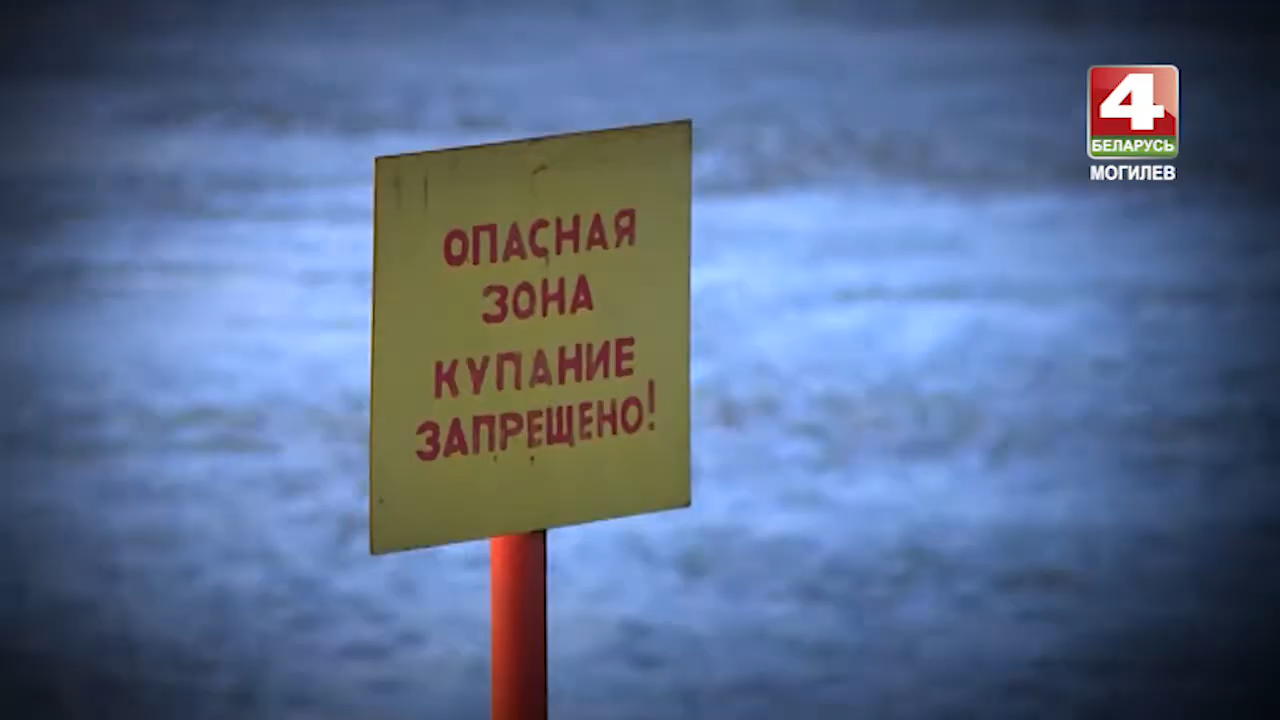 ОПАСНАЯ
ЗОНА
КУПАНИЕ
ЗАПРЕЩЕНО!
4
БЕЛАРУСЬ
МОГИЛЕВ